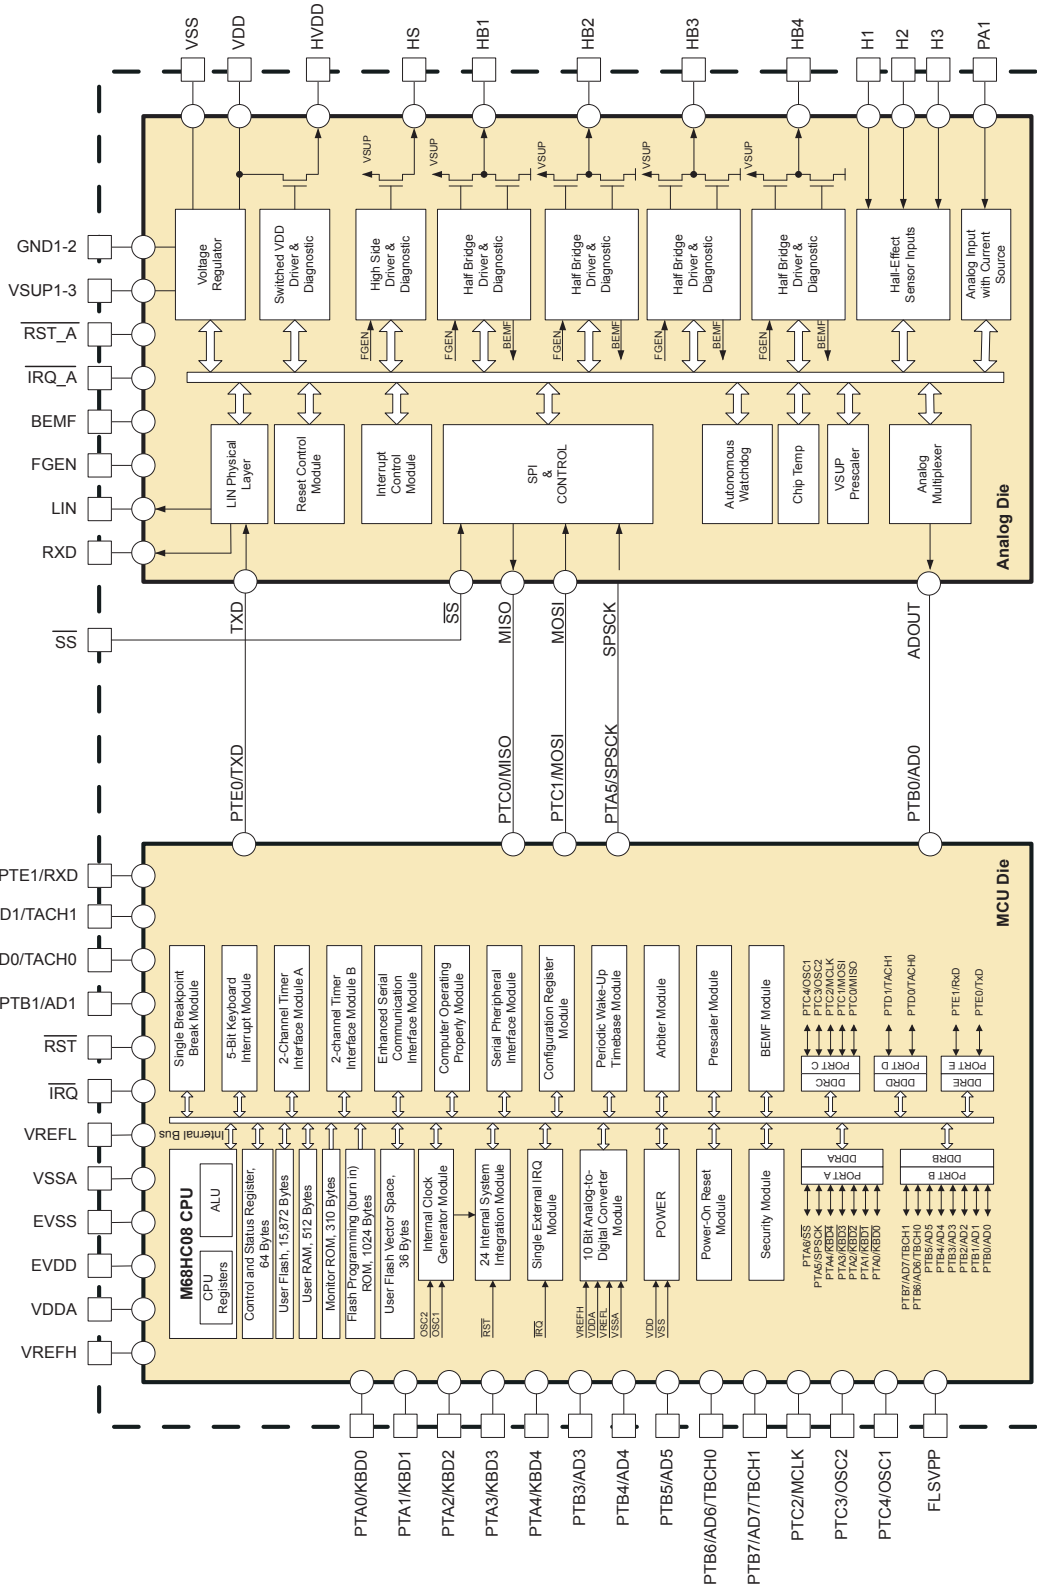 VSS
VDD
HVDD
HS
HB1
HB2
HB3
HB4
H1
H2
H3
PA1
GND1-2
VSUP1-3
RST_A
IRQ_A
BEMF
FGEN
LIN
RXD
SS
VSUP
VSUP
VSUP
VSUP
VSUP
Voltage
Regulator
Switched VDD
Driver &
Diagnostic
High Side
Driver &
Diagnostic
Half Bridge
Driver &
Diagnostic
Half Bridge
Driver &
Diagnostic
Half Bridge
Driver &
Diagnostic
Half Bridge
Driver &
Diagnostic
Hall-Effect
Sensor Inputs
Analog Input
with Current
Source
FGEN
FGEN
BEMF
FGEN
BEMF
FGEN
BEMF
FGEN
BEMF
LIN Physical
Layer
Reset Control
Module
Interrupt
Control
Module
SPI
&
CONTROL
Autonomous
Watchdog
Chip Temp
VSUP
Prescaler
Analog
Multiplexer
Analog Die
TXD
SS
MISO
MOSI
SPSCK
ADOUT
PTE0/TXD
PTC0/MISO
PTC1/MOSI
PTA5/SPSCK
PTB0/AD0
PTE1/RXD
D1/TACH1
D0/TACH0
PTB1/AD1
RST
IRQ
VREFL
VSSA
EVSS
EVDD
VDDA
VREFH
MCU Die
Single Breakpoint
Break Module
5-Bit Keyboard
Interrupt Module
2-Channel Timer
Interface Module A
2-channel Timer
Interface Module B
Enhanced Serial
Communication
Interface Module
Computer Operating
Properly Module
Serial Pheripheral
Interface Module
Configuration Register
Module
Periodic Wake-Up
Timebase Module
Arbiter Module
Prescaler Module
BEMF Module
PTC4/OSC1
PTC3/OSC2
PTC2/MCLK
PTC1/MOSI
PTC0/MISO
PORT C
DDRC
PTD1/TACH1
PTD0/TACH0
PORT D
DDRD
PTE1/RxD
PTE0/TxD
PORT E
DDRE
Internal Bus
M68HC08 CPU
CPU
Registers
ALU
Control and Status Register,
64 Bytes
User Flash, 15,872 Bytes
User RAM, 512 Bytes
Monitor ROM, 310 Bytes
Flash Programming (burn in)
ROM, 1024 Bytes
User Flash Vector Space,
36 Bytes
Internal Clock
Generator Module
24 Internal System
Integration Module
Single External IRQ
Module
10 Bit Analog-to-
Digital Converter
Module
POWER
Power-On Reset
Module
Security Module
OSC2
OSC1
RST
IRQ
VREFH
VDDA
VREFL
VSSA
VDD
VSS
DDRA
PORT A
PTA6/SS
PTA5/SPSCK
PTA4/KBD4
PTA3/KBD3
PTA2/KBD2
PTA1/KBD1
PTA0/KBD0
DDRB
PORT B
PTB7/AD7/TBCH1
PTB6/AD6/TBCH0
PTB5/AD5
PTB4/AD4
PTB3/AD3
PTB2/AD2
PTB1/AD1
PTB0/AD0
PTA0/KBD0
PTA1/KBD1
PTA2/KBD2
PTA3/KBD3
PTA4/KBD4
PTB3/AD3
PTB4/AD4
PTB5/AD5
PTB6/AD6/TBCH0
PTB7/AD7/TBCH1
PTC2/MCLK
PTC3/OSC2
PTC4/OSC1
FLSVPP